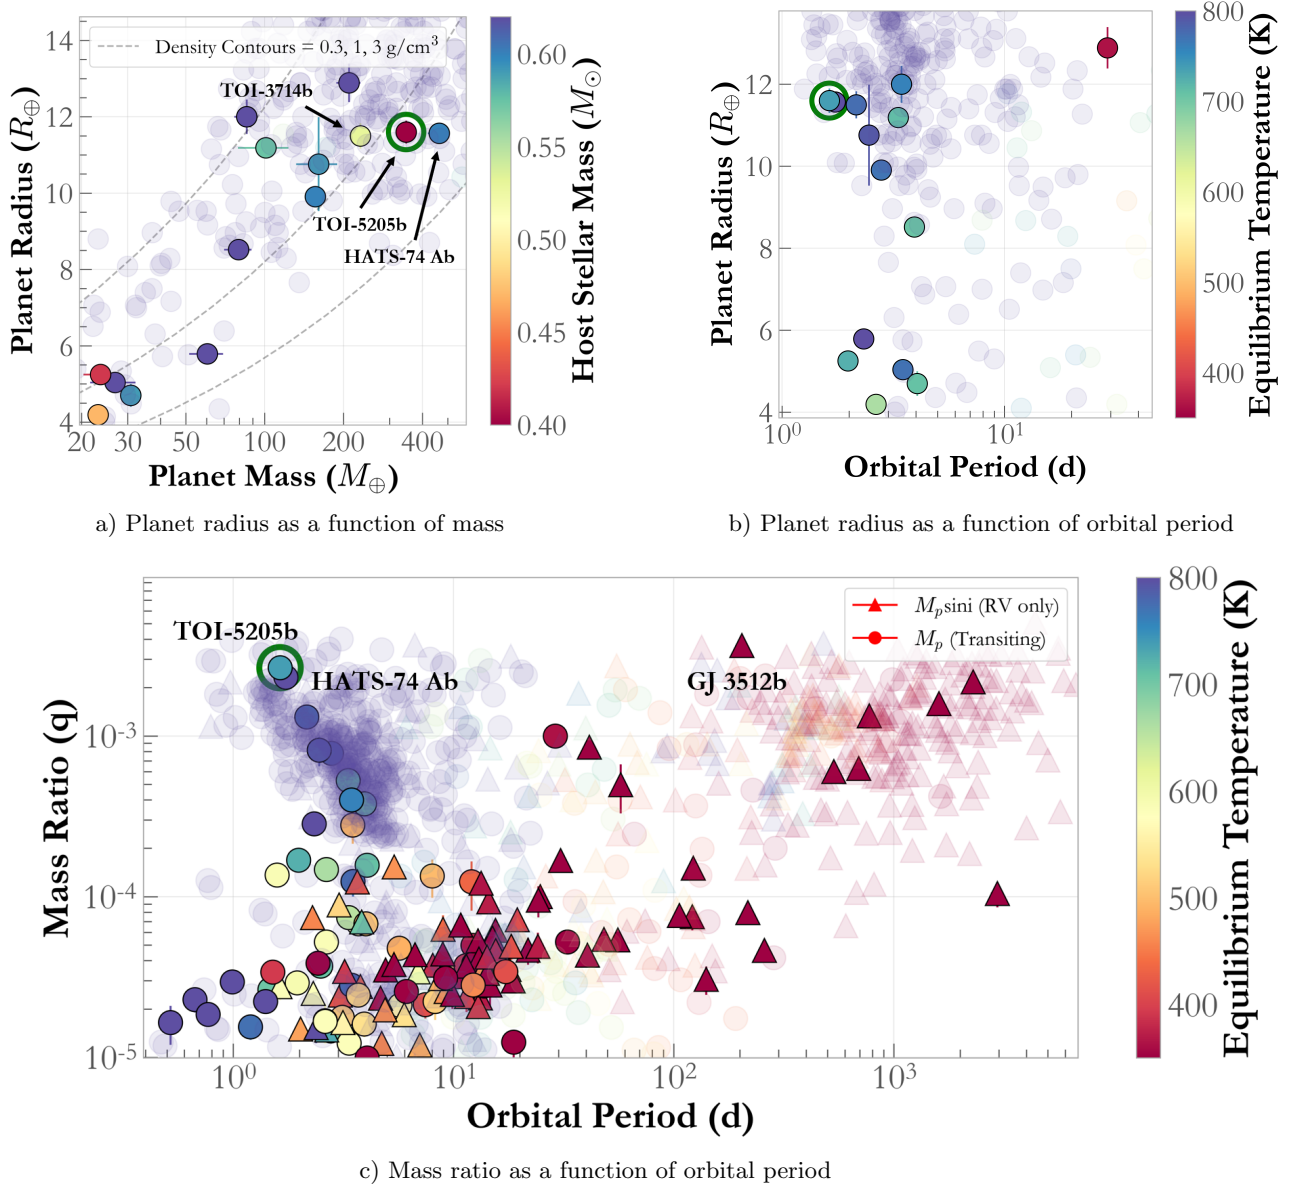 14
12
10
8
6
4
Planet Radius (R⊕)
Density Contours = 0.3, 1, 3 g/cm³
TOI-3714b
TOI-5205b
HATS-74 Ab
20 30 50 100 200 400
Planet Mass (M⊕)
0.60
0.55
0.50
0.45
0.40
Host Stellar Mass (M⊙)
a) Planet radius as a function of mass
12
10
8
6
4
Planet Radius (R⊕)
10⁰ 10¹
Orbital Period (d)
800
700
600
500
400
Equilibrium Temperature (K)
b) Planet radius as a function of orbital period
10⁻³
10⁻⁴
10⁻⁵
Mass Ratio (q)
TOI-5205b
HATS-74 Ab
GJ 3512b
Mₚsini (RV only)
Mₚ (Transiting)
10⁰ 10¹ 10² 10³
Orbital Period (d)
800
700
600
500
400
Equilibrium Temperature (K)
c) Mass ratio as a function of orbital period